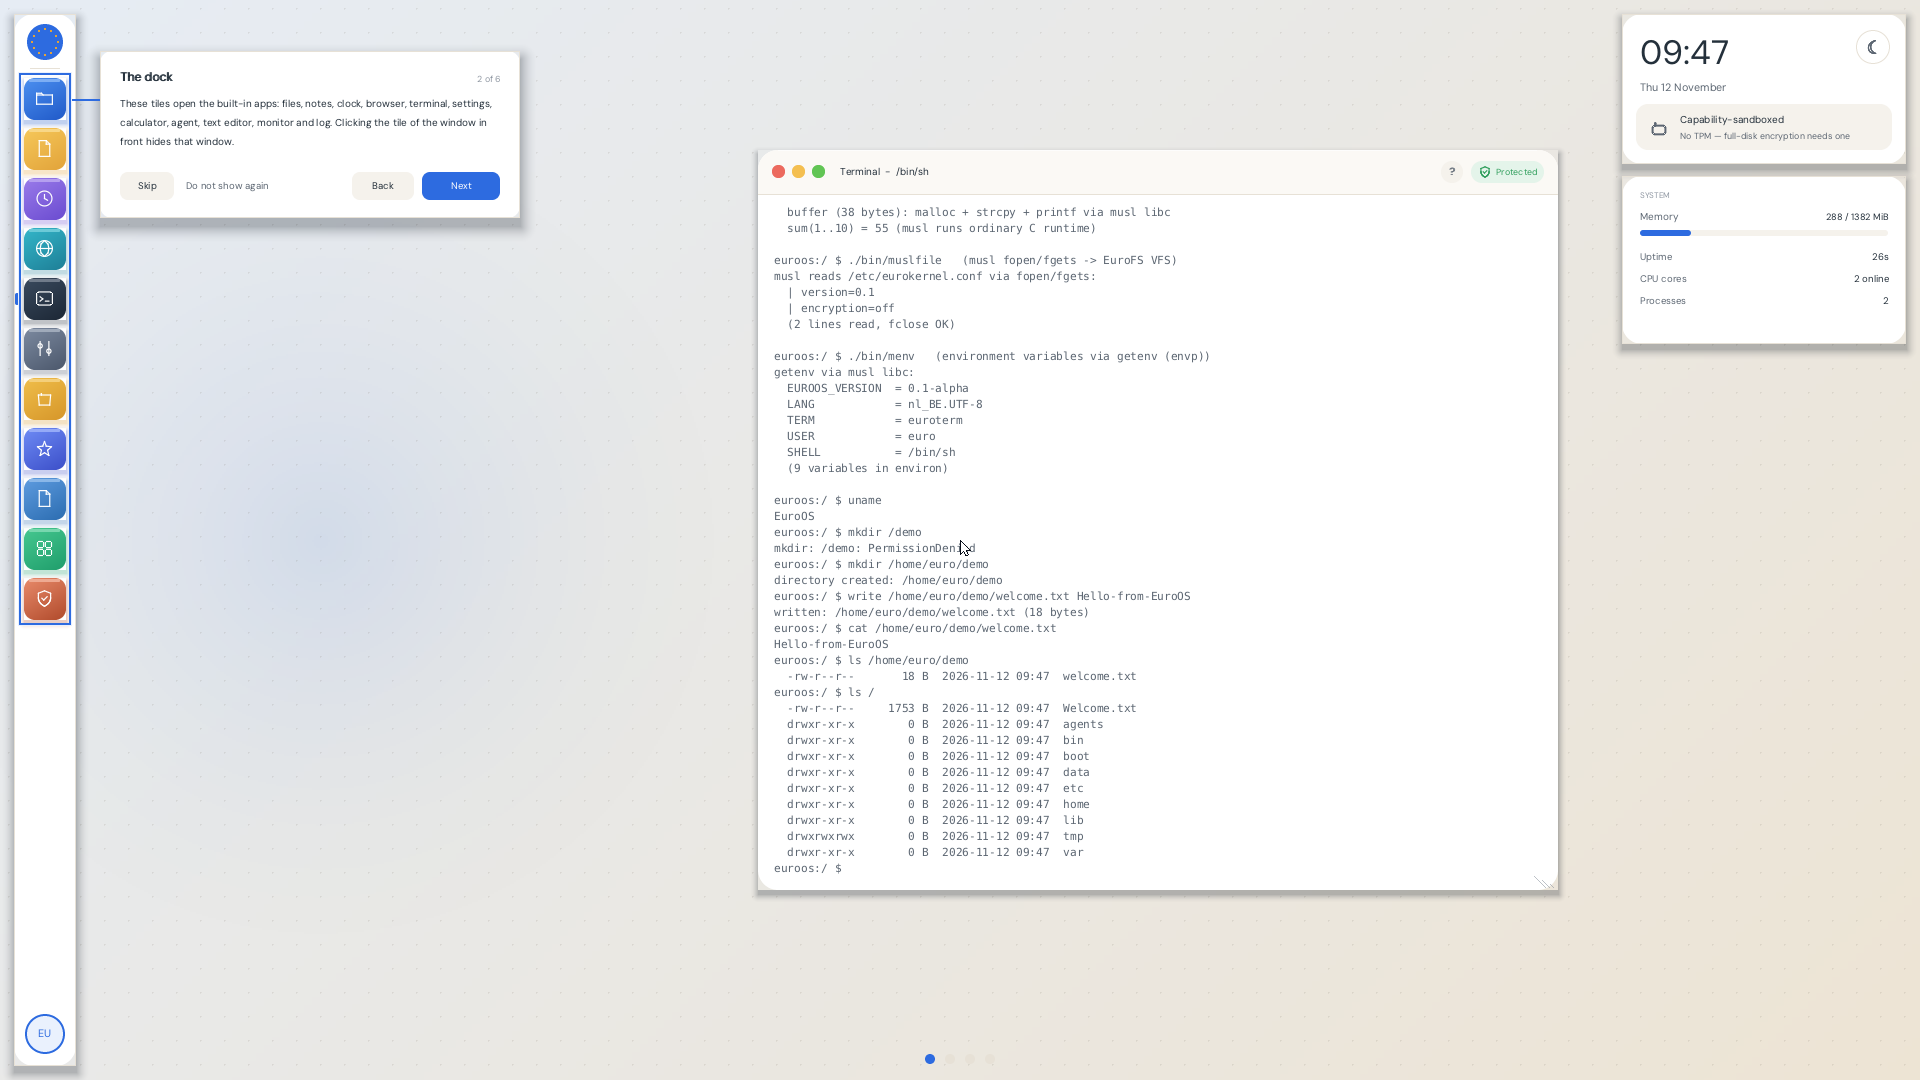 The dock
2 of 6
These tiles open the built-in apps: files, notes, clock, browser, terminal, settings,
calculator, agent, text editor, monitor and log. Clicking the tile of the window in
front hides that window.
Skip
Do not show again
Back
Next
EU
Terminal - /bin/sh
?
Protected
buffer (38 bytes): malloc + strcpy + printf via musl libc
sum(1..10) = 55 (musl runs ordinary C runtime)
euroos:/ $ ./bin/muslfile   (musl fopen/fgets -> EuroFS VFS)
musl reads /etc/eurokernel.conf via fopen/fgets:
| version=0.1
| encryption=off
(2 lines read, fclose OK)
euroos:/ $ ./bin/menv   (environment variables via getenv (envp))
getenv via musl libc:
EUROOS_VERSION  = 0.1-alpha
LANG            = nl_BE.UTF-8
TERM            = euroterm
USER            = euro
SHELL           = /bin/sh
(9 variables in environ)
euroos:/ $ uname
EuroOS
euroos:/ $ mkdir /demo
mkdir: /demo: PermissionDenied
euroos:/ $ mkdir /home/euro/demo
directory created: /home/euro/demo
euroos:/ $ write /home/euro/demo/welcome.txt Hello-from-EuroOS
written: /home/euro/demo/welcome.txt (18 bytes)
euroos:/ $ cat /home/euro/demo/welcome.txt
Hello-from-EuroOS
euroos:/ $ ls /home/euro/demo
-rw-r--r--       18 B  2026-11-12 09:47  welcome.txt
euroos:/ $ ls /
-rw-r--r--     1753 B  2026-11-12 09:47  Welcome.txt
drwxr-xr-x        0 B  2026-11-12 09:47  agents
drwxr-xr-x        0 B  2026-11-12 09:47  bin
drwxr-xr-x        0 B  2026-11-12 09:47  boot
drwxr-xr-x        0 B  2026-11-12 09:47  data
drwxr-xr-x        0 B  2026-11-12 09:47  etc
drwxr-xr-x        0 B  2026-11-12 09:47  home
drwxr-xr-x        0 B  2026-11-12 09:47  lib
drwxrwxrwx        0 B  2026-11-12 09:47  tmp
drwxr-xr-x        0 B  2026-11-12 09:47  var
euroos:/ $
09:47
Thu 12 November
Capability-sandboxed
No TPM — full-disk encryption needs one
SYSTEM
Memory 288 / 1382 MiB
Uptime 26s
CPU cores 2 online
Processes 2